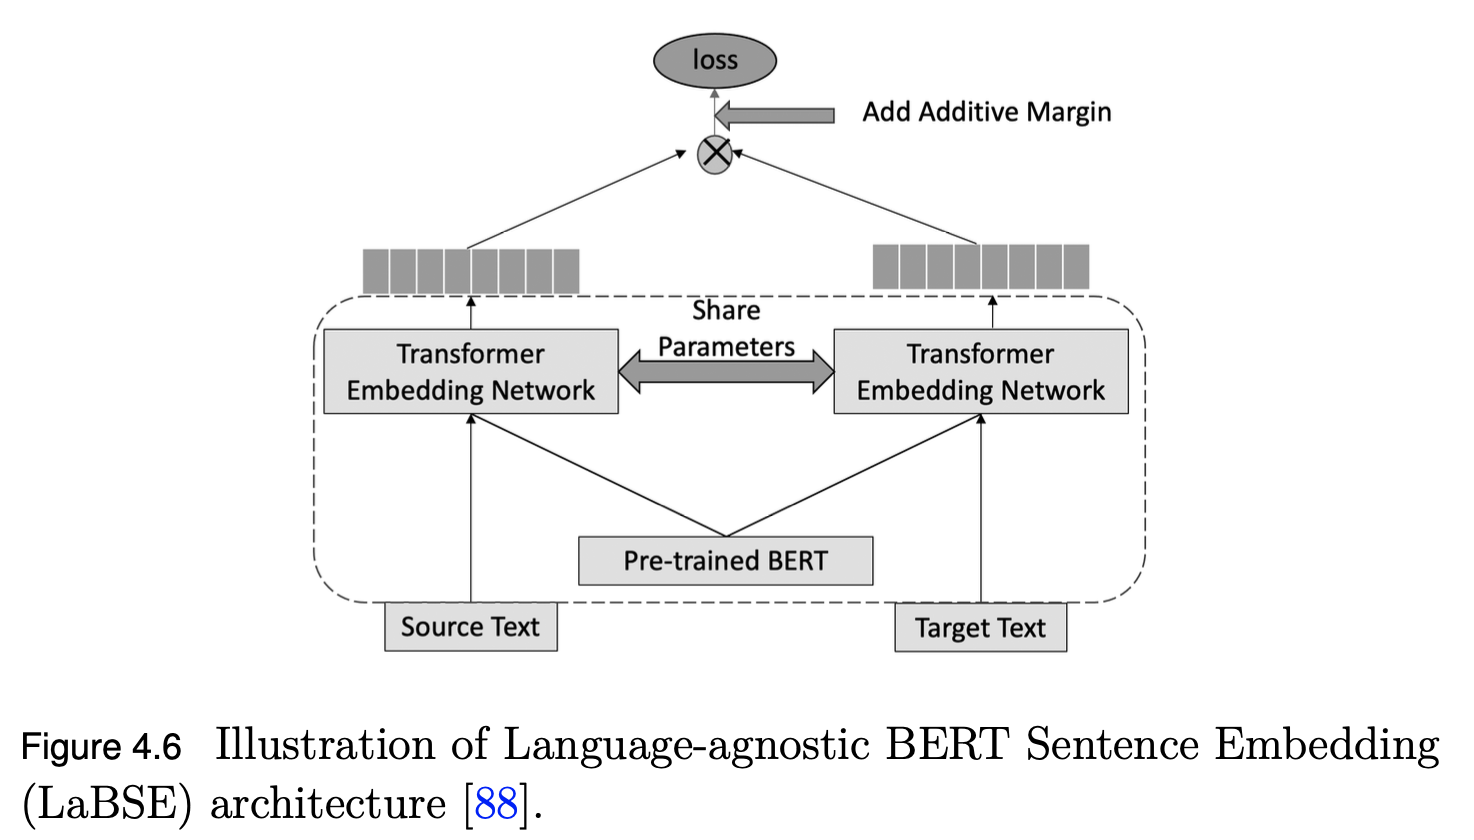 loss
Add Additive Margin
Share
Parameters
Transformer
Embedding Network
Transformer
Embedding Network
Pre-trained BERT
Source Text
Target Text
Figure 4.6 Illustration of Language-agnostic BERT Sentence Embedding
(LaBSE) architecture [88].